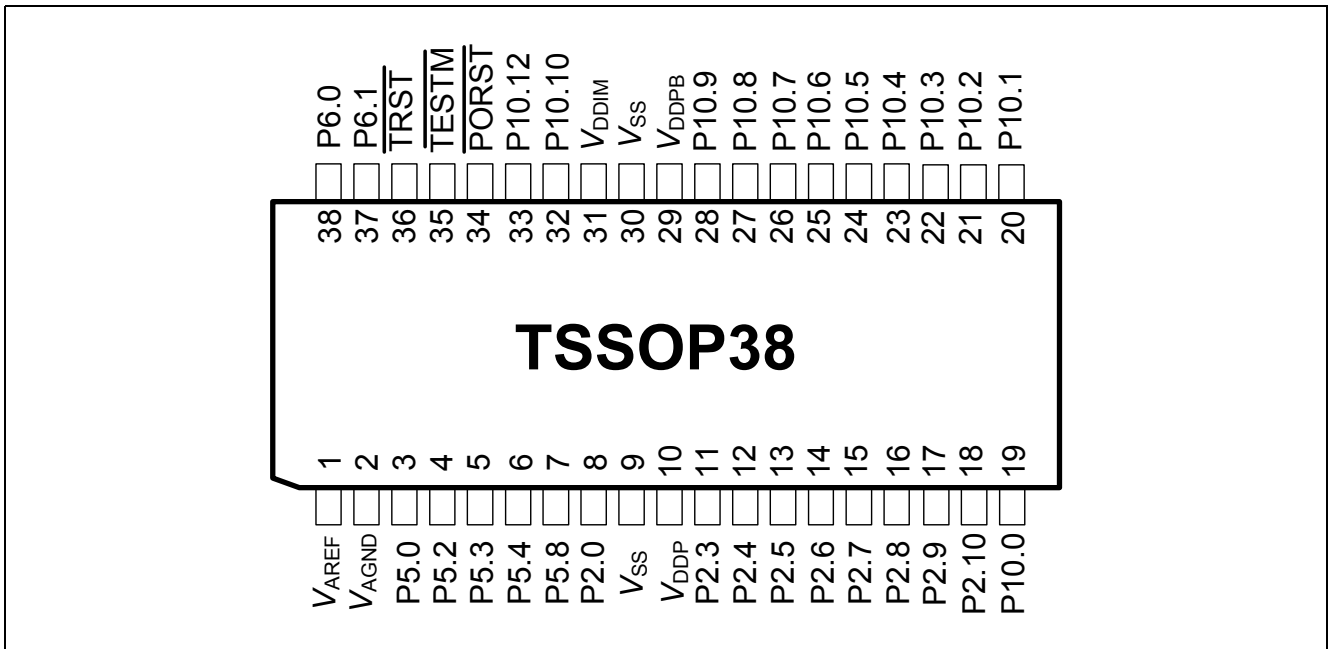 P6.0
P6.1
TRST
TESTM
PORST
P10.12
P10.10
VDDIM
VSS
VDDPB
P10.9
P10.8
P10.7
P10.6
P10.5
P10.4
P10.3
P10.2
P10.1
38
37
36
35
34
33
32
31
30
29
28
27
26
25
24
23
22
21
20
TSSOP38
1
2
3
4
5
6
7
8
9
10
11
12
13
14
15
16
17
18
19
VAREF
VAGND
P5.0
P5.2
P5.3
P5.4
P5.8
P2.0
VSS
VDDP
P2.3
P2.4
P2.5
P2.6
P2.7
P2.8
P2.9
P2.10
P10.0